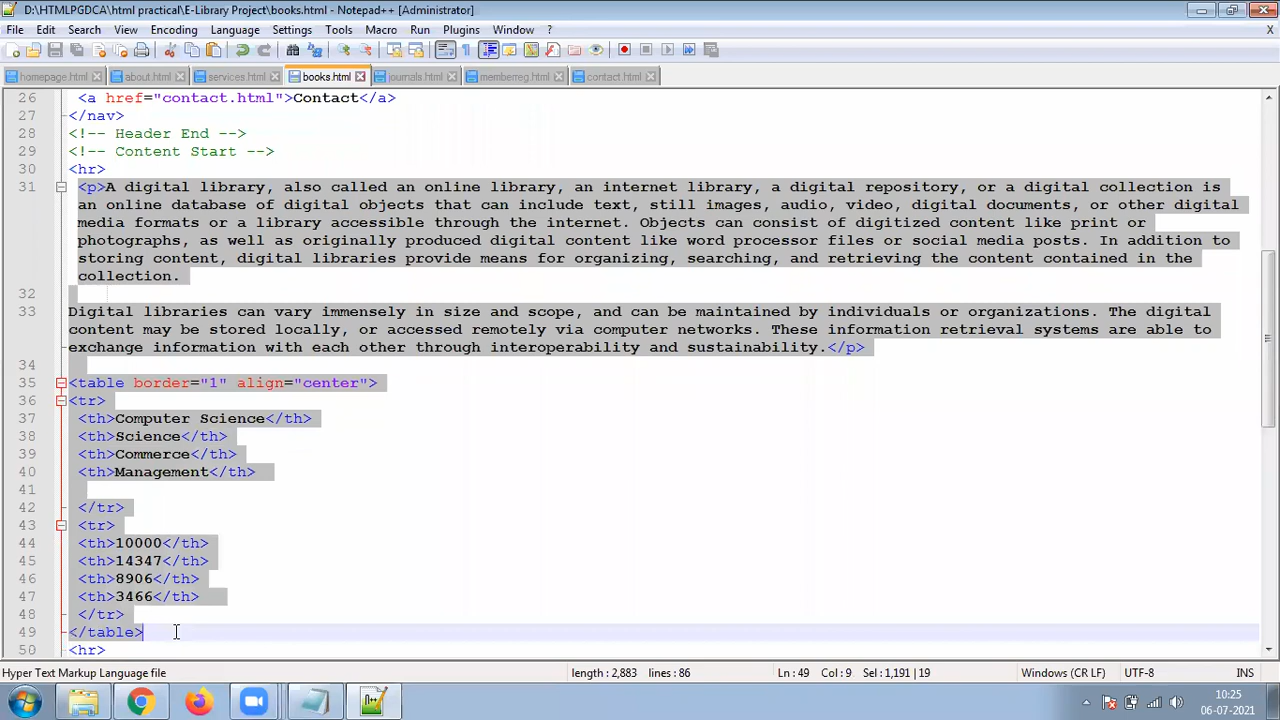 D:\HTMLPGDCA\html practical\E-Library Project\books.html - Notepad++ [Administrator]
File Edit Search View Encoding Language Settings Tools Macro Run Plugins Window ? X
homepage.html about.html services.html books.html journals.html memberreg.html contact.html
26 <a href="contact.html">Contact</a>
27 </nav>
28 <!-- Header End -->
29 <!-- Content Start -->
30 <hr>
31 <p>A digital library, also called an online library, an internet library, a digital repository, or a digital collection is
an online database of digital objects that can include text, still images, audio, video, digital documents, or other digital
media formats or a library accessible through the internet. Objects can consist of digitized content like print or
photographs, as well as originally produced digital content like word processor files or social media posts. In addition to
storing content, digital libraries provide means for organizing, searching, and retrieving the content contained in the
collection.
32
33 Digital libraries can vary immensely in size and scope, and can be maintained by individuals or organizations. The digital
content may be stored locally, or accessed remotely via computer networks. These information retrieval systems are able to
exchange information with each other through interoperability and sustainability.</p>
34
35 <table border="1" align="center">
36 <tr>
37 <th>Computer Science</th>
38 <th>Science</th>
39 <th>Commerce</th>
40 <th>Management</th>
41
42 </tr>
43 <tr>
44 <th>10000</th>
45 <th>14347</th>
46 <th>8906</th>
47 <th>3466</th>
48 </tr>
49 </table>
50 <hr>
Hyper Text Markup Language file length : 2,883 lines : 86 Ln : 49 Col : 9 Sel : 1,191 | 19 Windows (CR LF) UTF-8 INS
10:25
06-07-2021